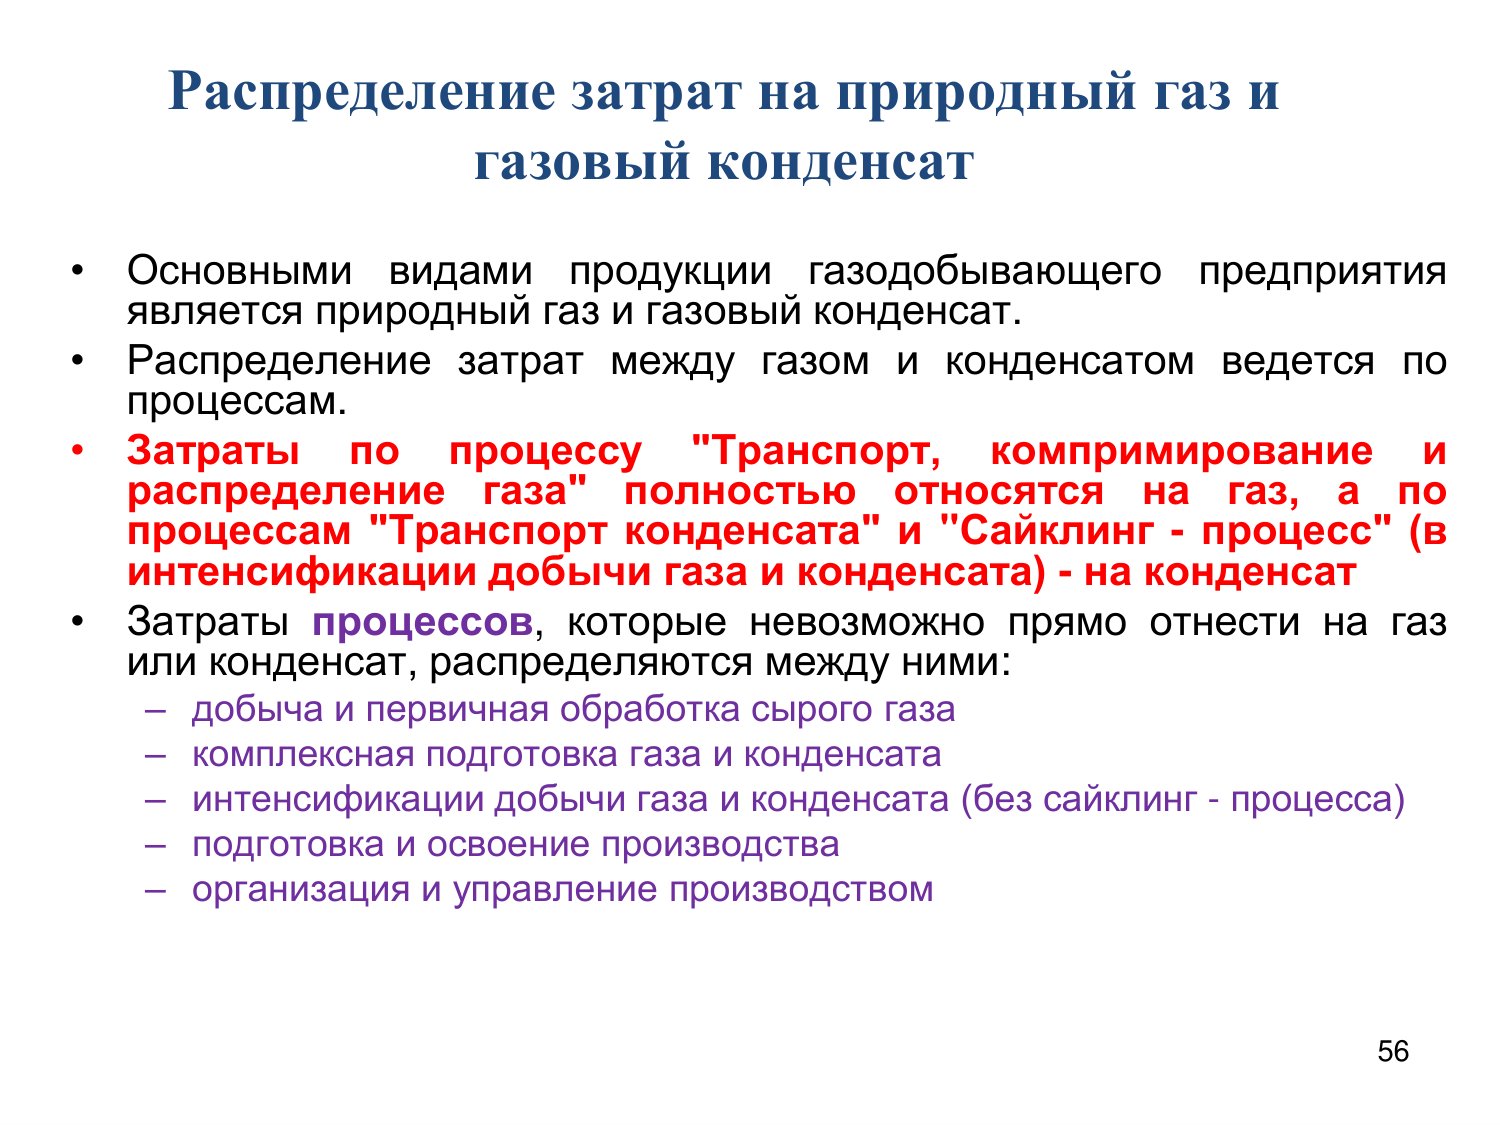 Распределение затрат на природный газ и
газовый конденсат
• Основными видами продукции газодобывающего предприятия
является природный газ и газовый конденсат.
• Распределение затрат между газом и конденсатом ведется по
процессам.
• Затраты по процессу "Транспорт, компримирование и
распределение газа" полностью относятся на газ, а по
процессам "Транспорт конденсата" и "Сайклинг - процесс" (в
интенсификации добычи газа и конденсата) - на конденсат
• Затраты процессов, которые невозможно прямо отнести на газ
или конденсат, распределяются между ними:
– добыча и первичная обработка сырого газа
– комплексная подготовка газа и конденсата
– интенсификации добычи газа и конденсата (без сайклинг - процесса)
– подготовка и освоение производства
– организация и управление производством
56